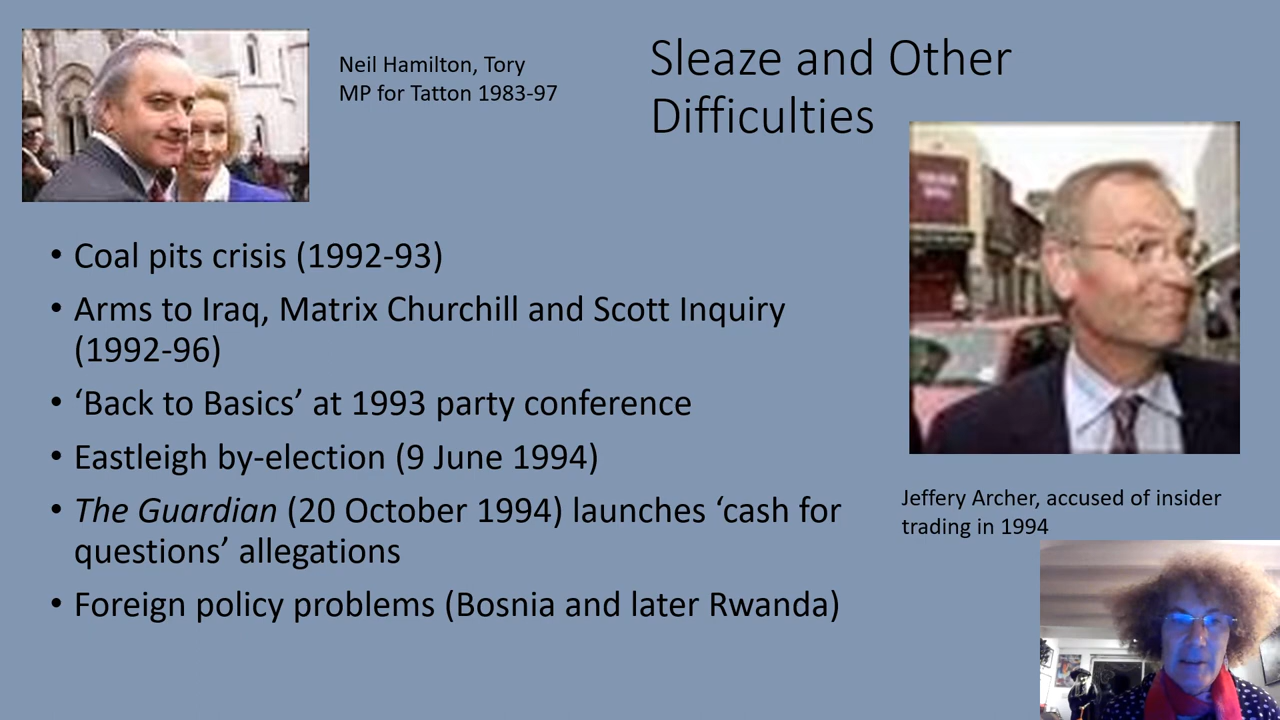 Neil Hamilton, Tory
MP for Tatton 1983-97
Sleaze and Other
Difficulties
• Coal pits crisis (1992-93)
• Arms to Iraq, Matrix Churchill and Scott Inquiry
(1992-96)
• ‘Back to Basics’ at 1993 party conference
• Eastleigh by-election (9 June 1994)
• The Guardian (20 October 1994) launches ‘cash for
questions’ allegations
• Foreign policy problems (Bosnia and later Rwanda)
Jeffery Archer, accused of insider
trading in 1994